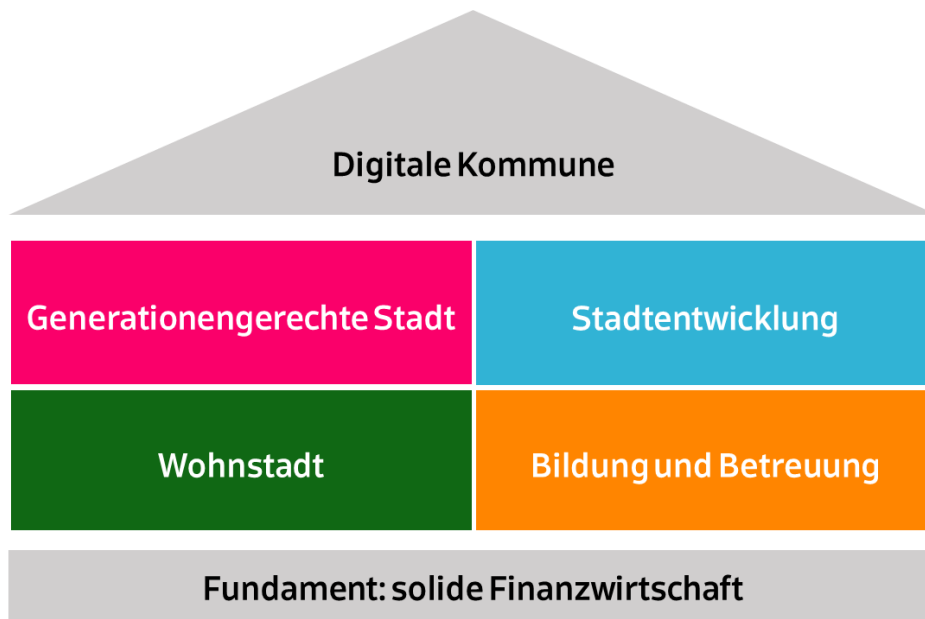 Digitale Kommune
Generationengerechte Stadt
Stadtentwicklung
Wohnstadt
Bildung und Betreuung
Fundament: solide Finanzwirtschaft